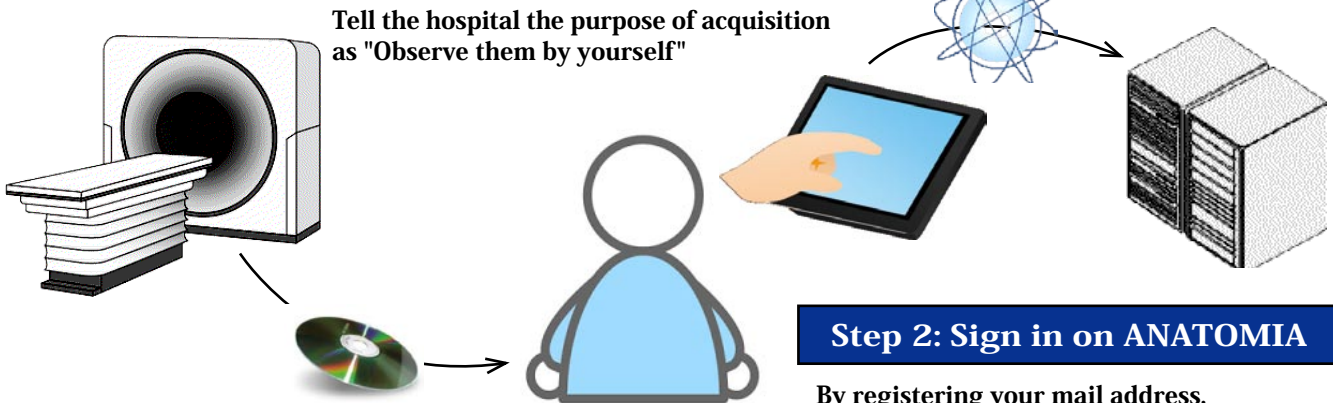 Tell the hospital the purpose of acquisition
as "Observe them by yourself"
Step 2: Sign in on ANATOMIA
By registering your mail address,